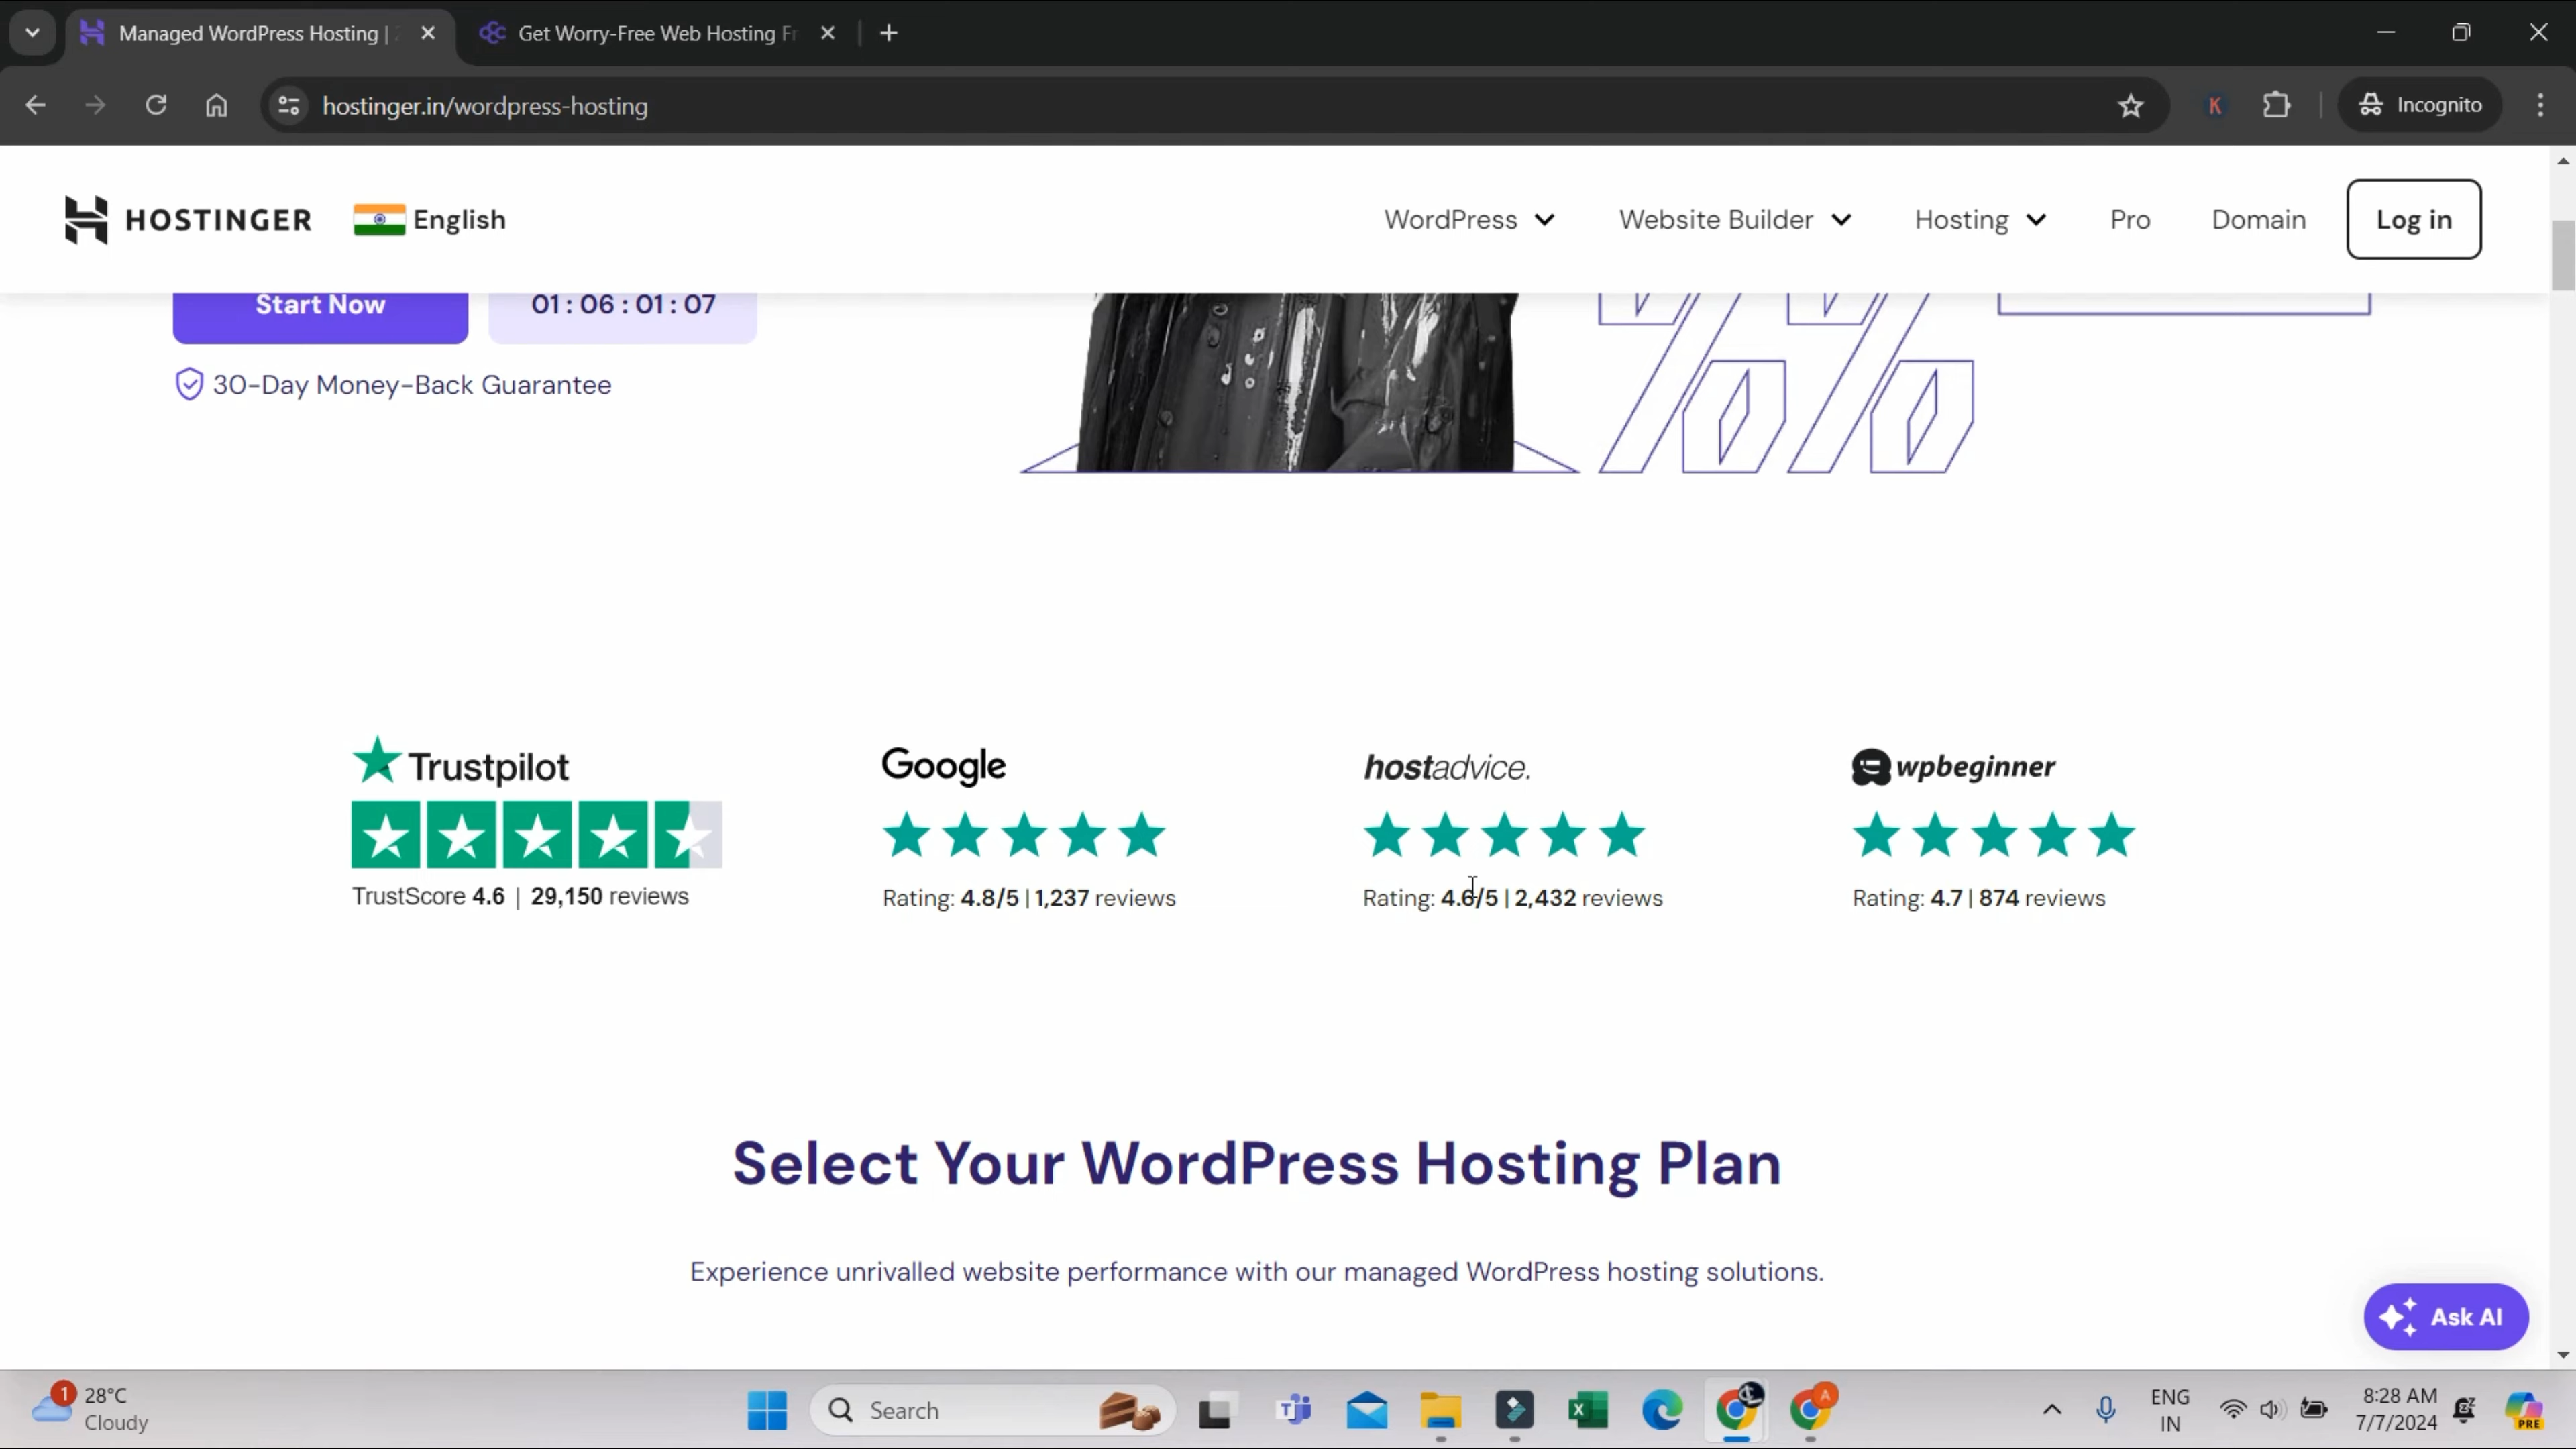 Managed WordPress Hosting |
Get Worry-Free Web Hosting Fr
hostinger.in/wordpress-hosting
K
Incognito
HOSTINGER
English
WordPress
Website Builder
Hosting
Pro
Domain
Log in
Start Now
01 : 06 : 01 : 07
30-Day Money-Back Guarantee
Trustpilot
TrustScore 4.6 | 29,150 reviews
Google
Rating: 4.8/5 | 1,237 reviews
hostadvice.
Rating: 4.6/5 | 2,432 reviews
wpbeginner
Rating: 4.7 | 874 reviews
Select Your WordPress Hosting Plan
Experience unrivalled website performance with our managed WordPress hosting solutions.
Ask AI
1
28°C
Cloudy
Search
A
ENG
IN
8:28 AM
7/7/2024
PRE